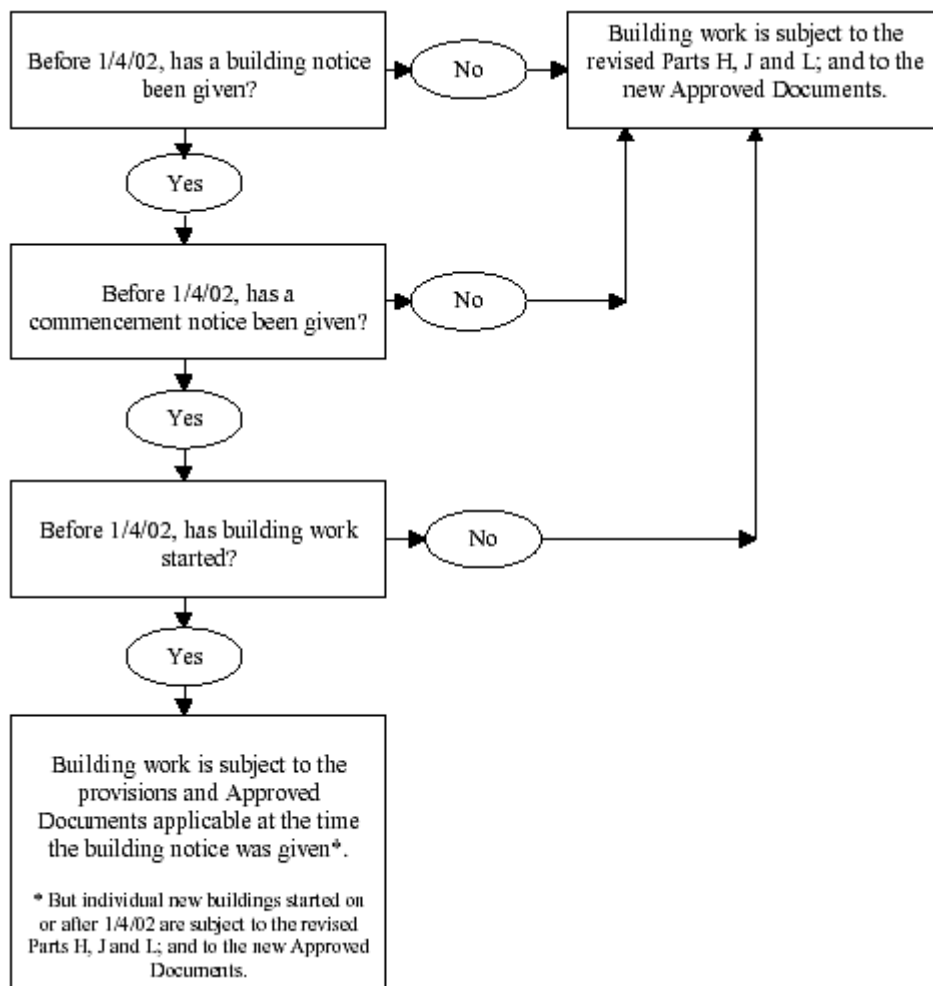 Before 1/4/02, has a building notice
been given?
No
Building work is subject to the
revised Parts H, J and L; and to the
new Approved Documents.
Yes
Before 1/4/02, has a
commencement notice been given?
No
Yes
Before 1/4/02, has building work
started?
No
Yes
Building work is subject to the
provisions and Approved
Documents applicable at the time
the building notice was given*.
* But individual new buildings started on
or after 1/4/02 are subject to the revised
Parts H, J and L; and to the new Approved
Documents.